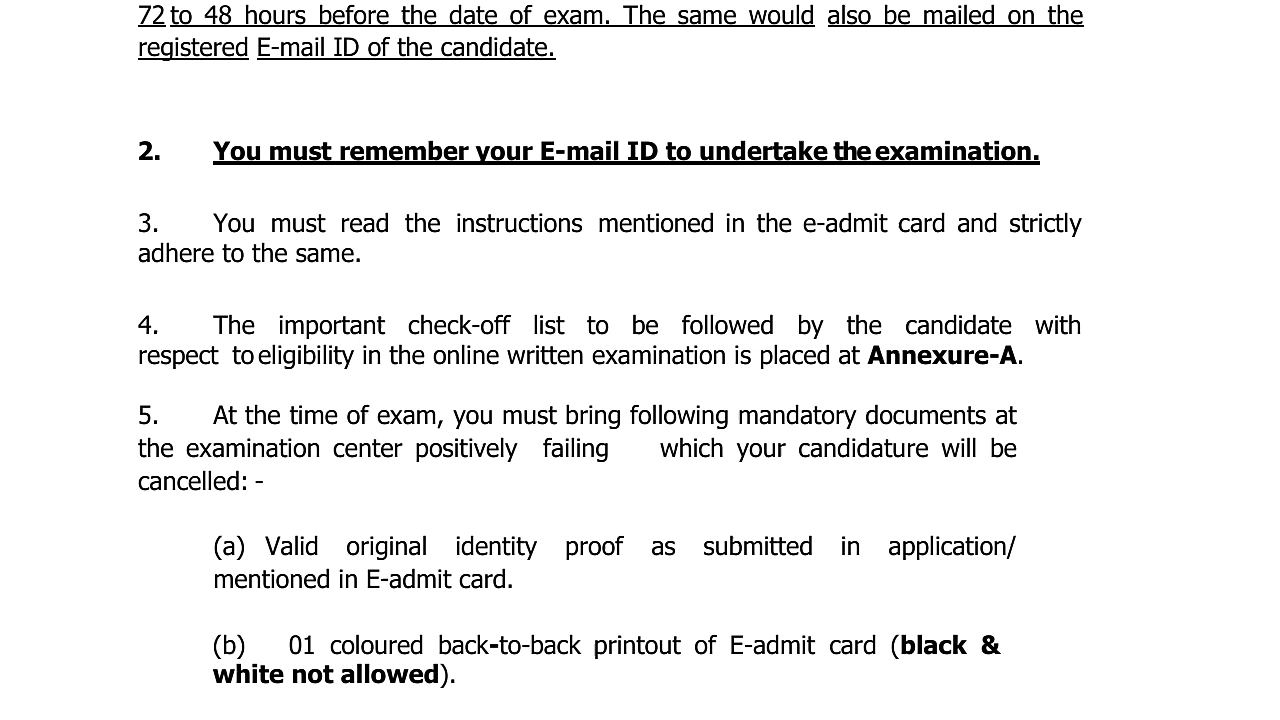 72 to 48 hours before the date of exam. The same would also be mailed on the
registered E-mail ID of the candidate.
2. You must remember your E-mail ID to undertake the examination.
3. You must read the instructions mentioned in the e-admit card and strictly
adhere to the same.
4. The important check-off list to be followed by the candidate with
respect to eligibility in the online written examination is placed at Annexure-A.
5. At the time of exam, you must bring following mandatory documents at
the examination center positively failing which your candidature will be
cancelled: -
(a) Valid original identity proof as submitted in application/
mentioned in E-admit card.
(b) 01 coloured back-to-back printout of E-admit card (black &
white not allowed).